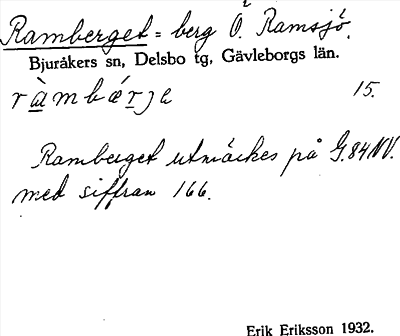 Ramberget = berg Ö. Ramsjö.
Bjuråkers sn, Delsbo tg, Gävleborgs län.
ràmbǽrje 15.
Ramberget utmärkes på G.84NV.
med siffran 166.
Erik Eriksson 1932.